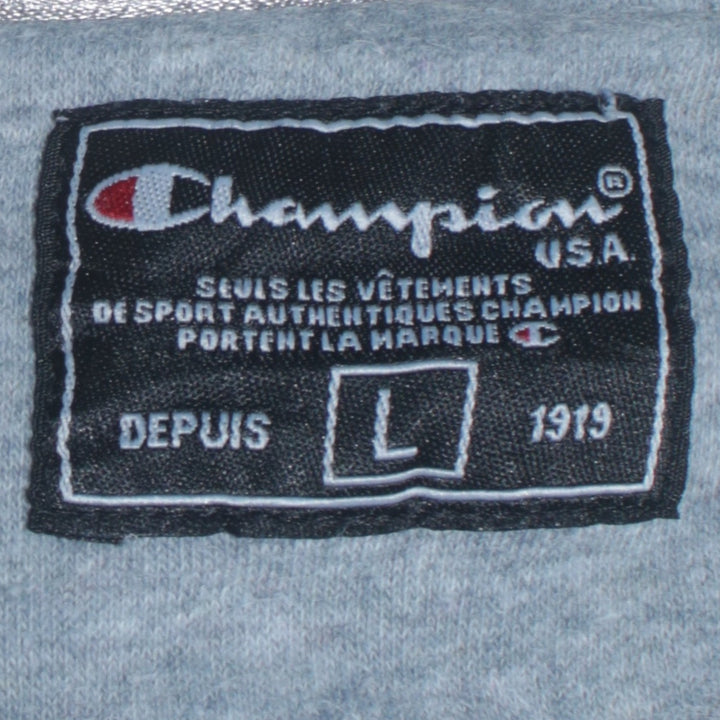 Champion®
U.S.A.
SEULS LES VÊTEMENTS
DE SPORT AUTHENTIQUES CHAMPION
PORTENT LA MARQUE C
DEPUIS L 1919